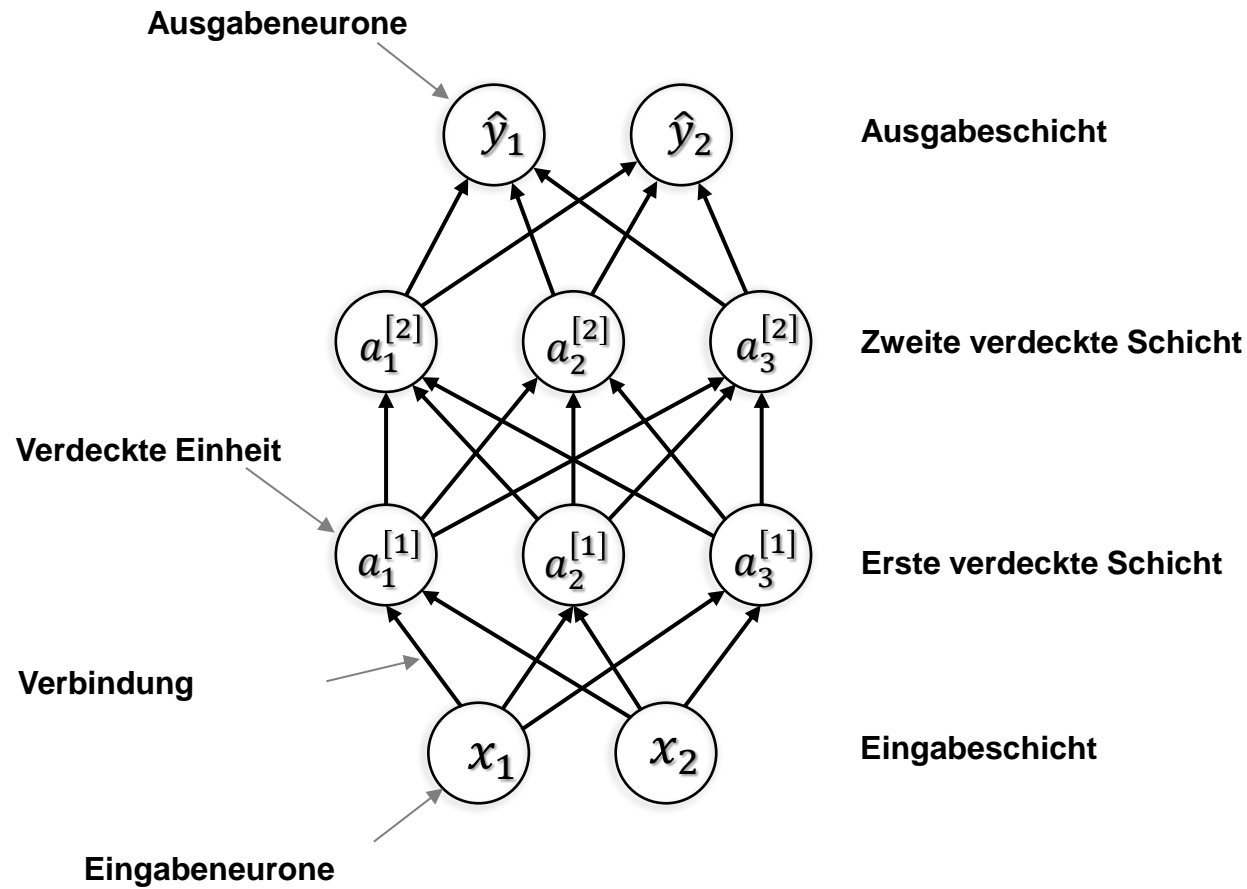 Ausgabeneurone
ŷ₁ ŷ₂ Ausgabeschicht
a₁^[2] a₂^[2] a₃^[2] Zweite verdeckte Schicht
Verdeckte Einheit
a₁^[1] a₂^[1] a₃^[1] Erste verdeckte Schicht
Verbindung
x₁ x₂ Eingabeschicht
Eingabeneurone